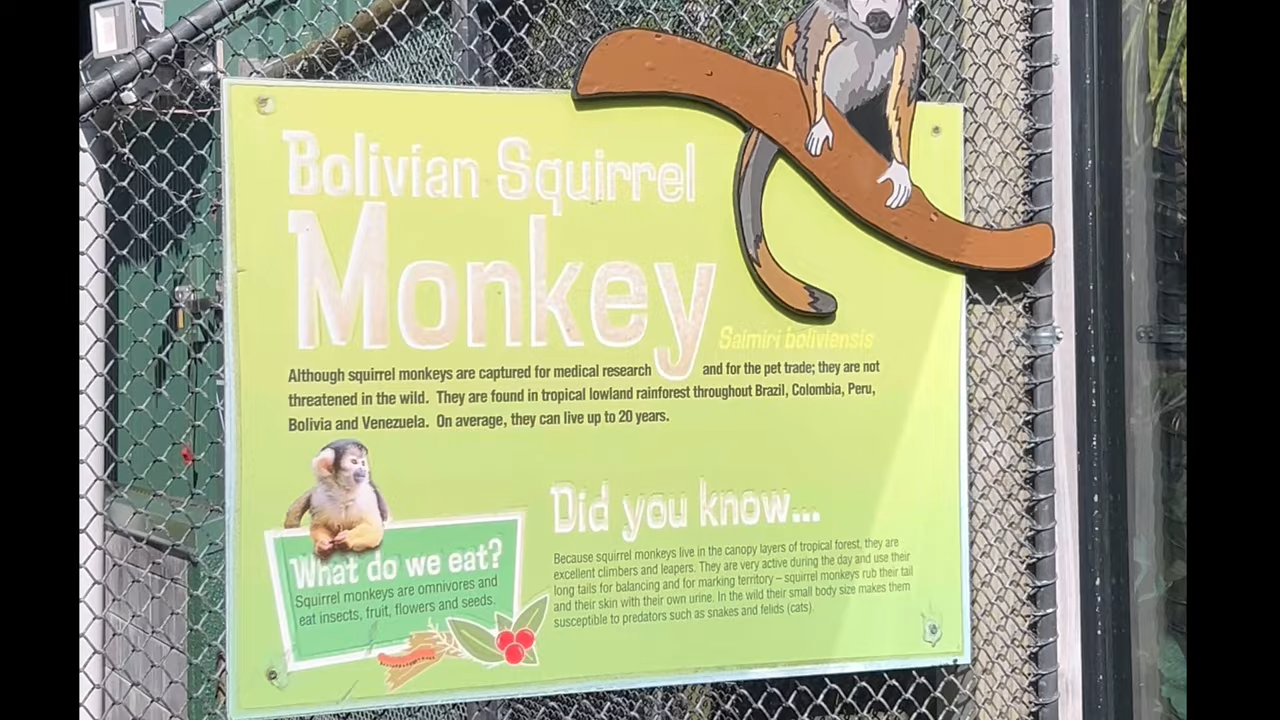 Bolivian Squirrel
Monkey
Saimiri boliviensis
Although squirrel monkeys are captured for medical research and for the pet trade; they are not
threatened in the wild. They are found in tropical lowland rainforest throughout Brazil, Colombia, Peru,
Bolivia and Venezuela. On average, they can live up to 20 years.
What do we eat?
Squirrel monkeys are omnivores and
eat insects, fruit, flowers and seeds.
Did you know...
Because squirrel monkeys live in the canopy layers of tropical forest, they are
excellent climbers and leapers. They are very active during the day and use their
long tails for balancing and for marking territory – squirrel monkeys rub their tail
and their skin with their own urine. In the wild their small body size makes them
susceptible to predators such as snakes and felids (cats).